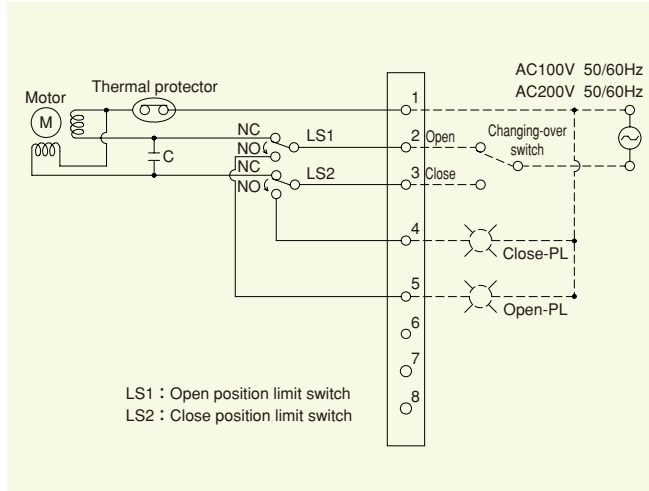 AC100V 50/60Hz
AC200V 50/60Hz
Motor
M
Thermal protector
C
NC
NO
LS1
NC
NO
LS2
1
2 Open
3 Close
4
5
6
7
8
Changing-over
switch
Close-PL
Open-PL
LS1：Open position limit switch
LS2：Close position limit switch